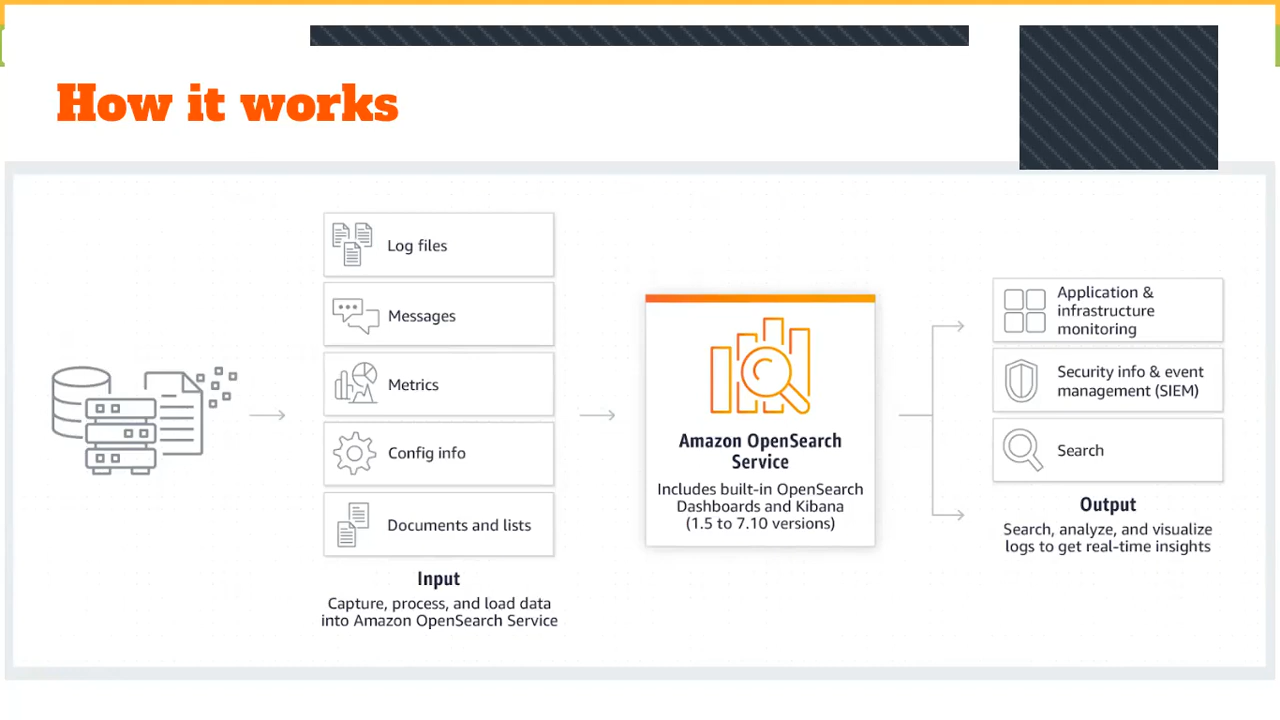 How it works
Log files
Messages
Metrics
Config info
Documents and lists
Input
Capture, process, and load data
into Amazon OpenSearch Service
Amazon OpenSearch
Service
Includes built-in OpenSearch
Dashboards and Kibana
(1.5 to 7.10 versions)
Application &
infrastructure
monitoring
Security info & event
management (SIEM)
Search
Output
Search, analyze, and visualize
logs to get real-time insights